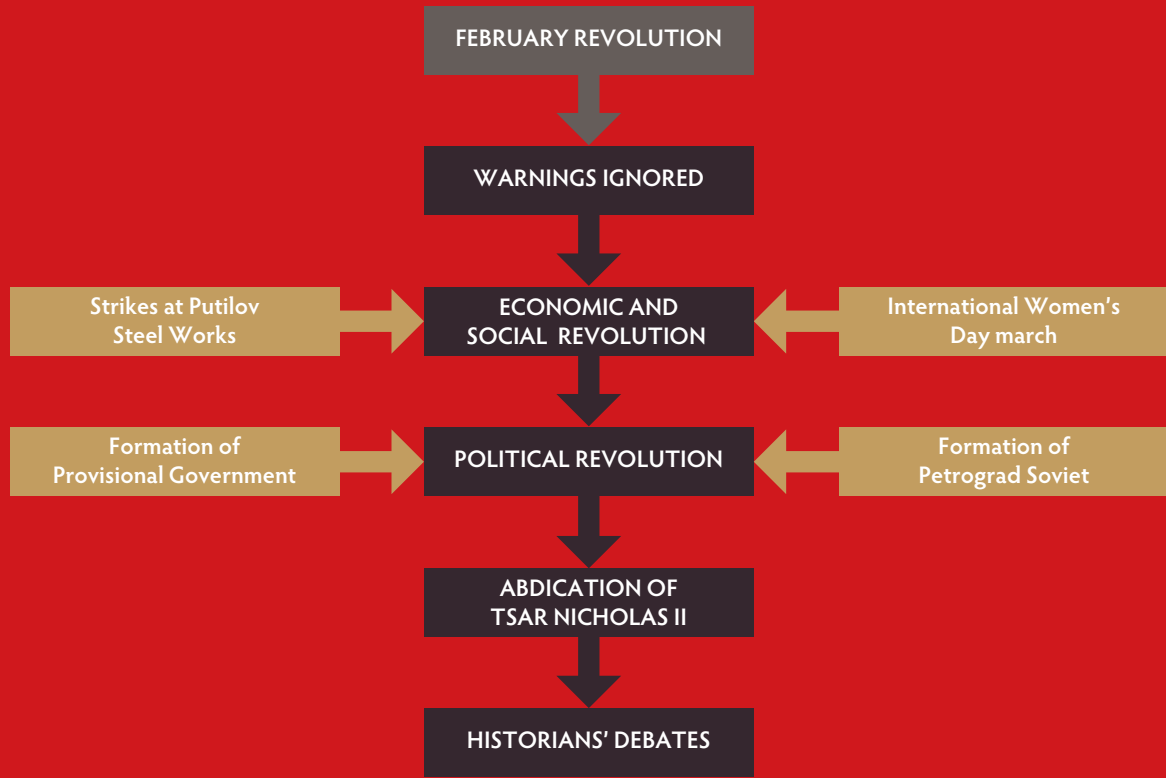 FEBRUARY REVOLUTION
WARNINGS IGNORED
Strikes at Putilov
Steel Works
ECONOMIC AND
SOCIAL REVOLUTION
International Women's
Day march
Formation of
Provisional Government
POLITICAL REVOLUTION
Formation of
Petrograd Soviet
ABDICATION OF
TSAR NICHOLAS II
HISTORIANS' DEBATES